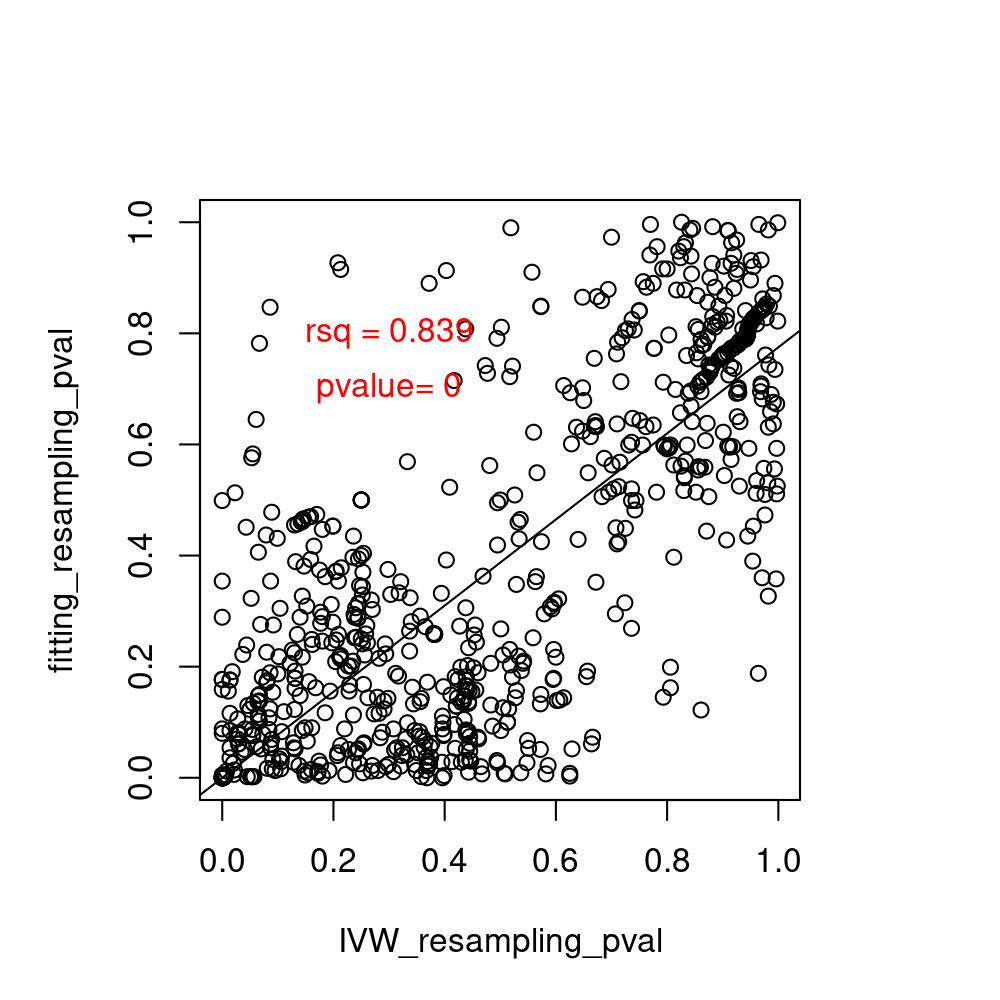 fitting_resampling_pval
1.0
0.8
0.6
0.4
0.2
0.0
rsq = 0.839
pvalue= 0
0.0 0.2 0.4 0.6 0.8 1.0
IVW_resampling_pval